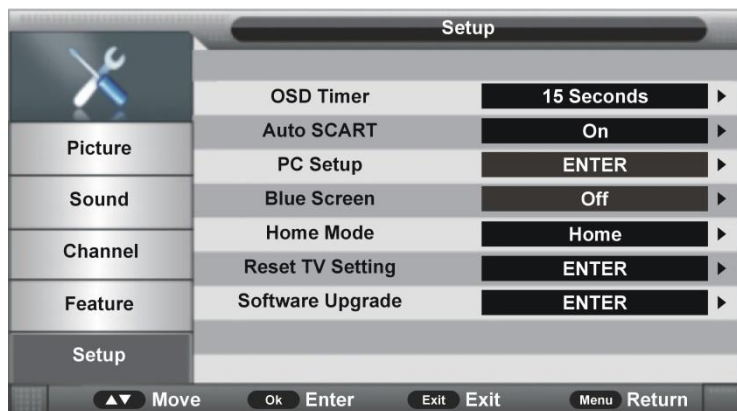 Setup
OSD Timer 15 Seconds
Auto SCART On
PC Setup ENTER
Blue Screen Off
Home Mode Home
Reset TV Setting ENTER
Software Upgrade ENTER
Picture
Sound
Channel
Feature
Setup
Move Ok Enter Exit Exit Menu Return